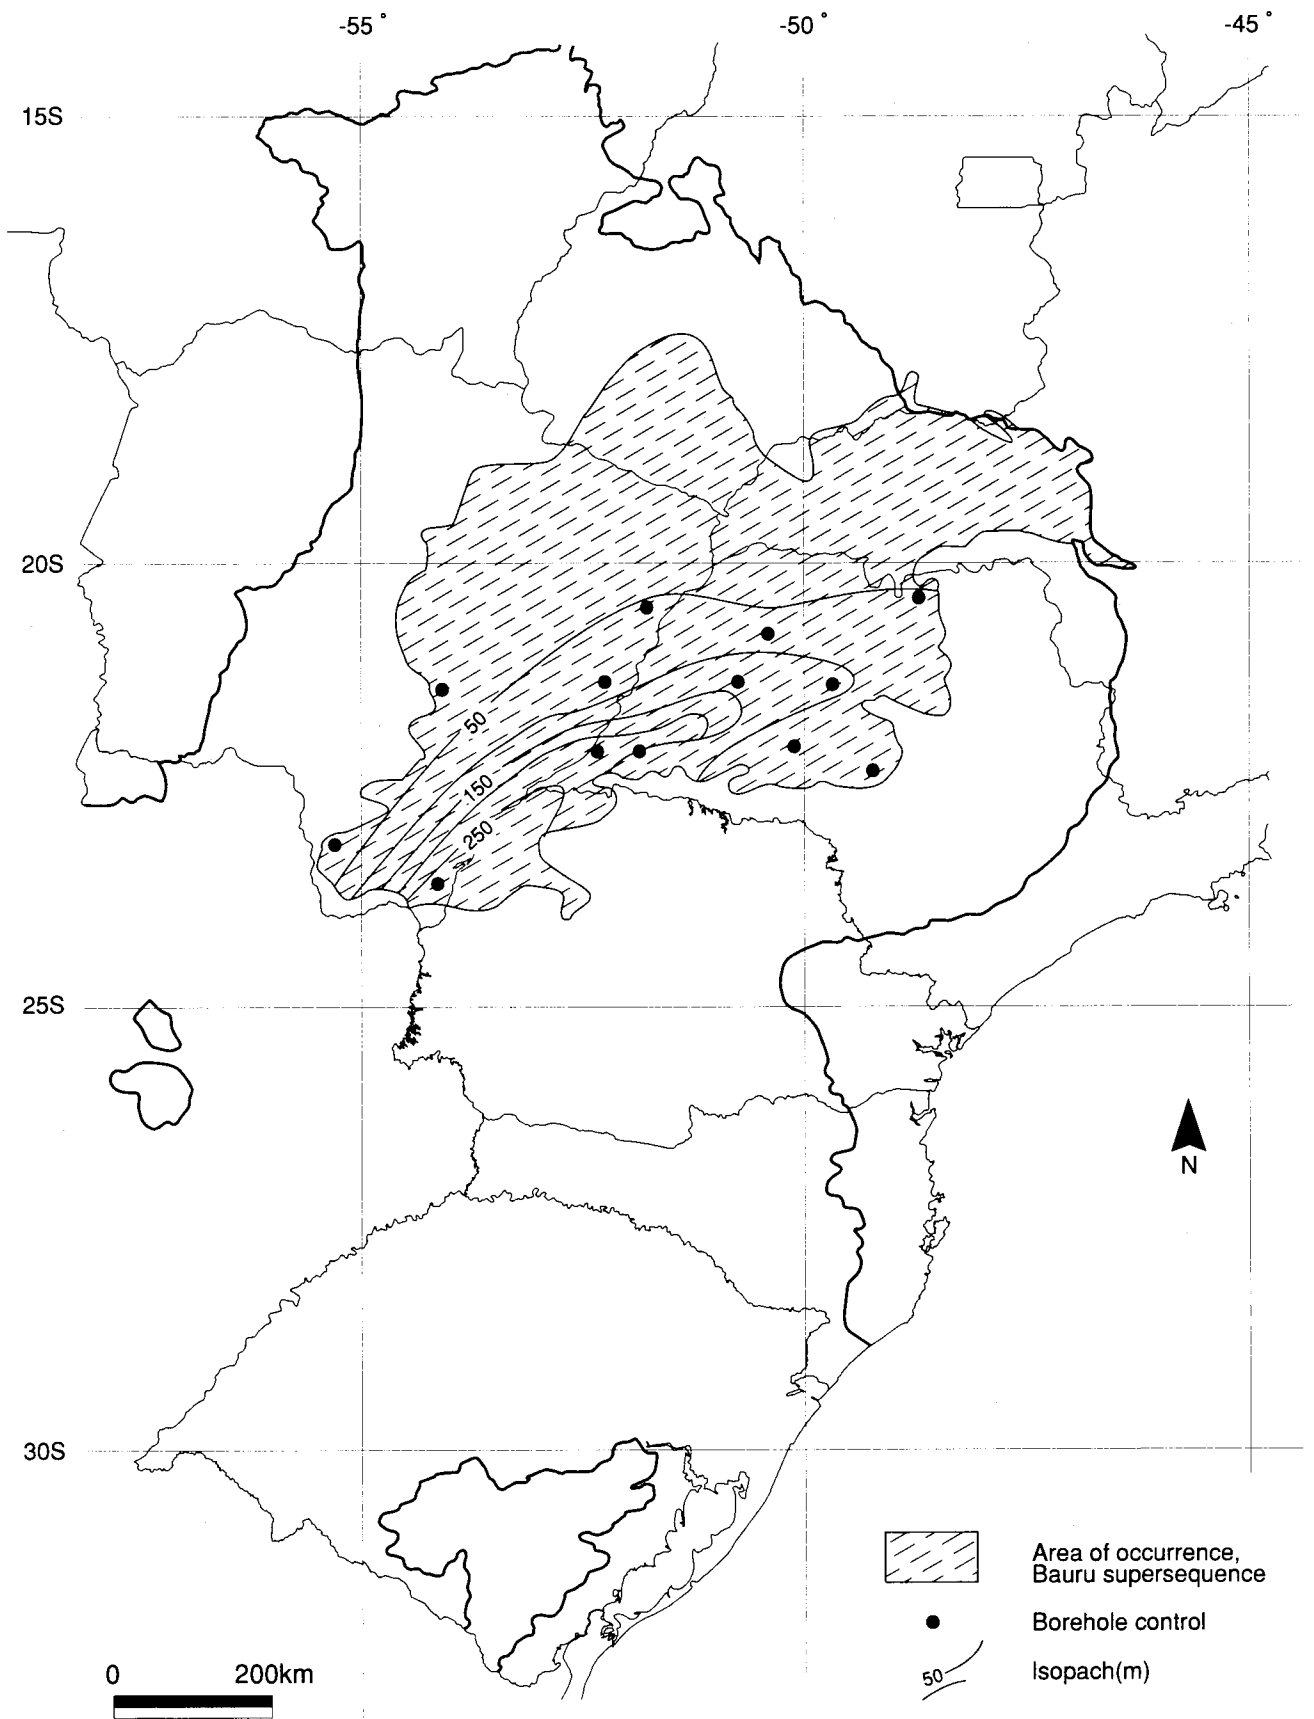 -55° -50° -45°
15S
20S
50
150
250
25S
N
30S
Area of occurrence,
Bauru supersequence
Borehole control
50 Isopach(m)
0 200km